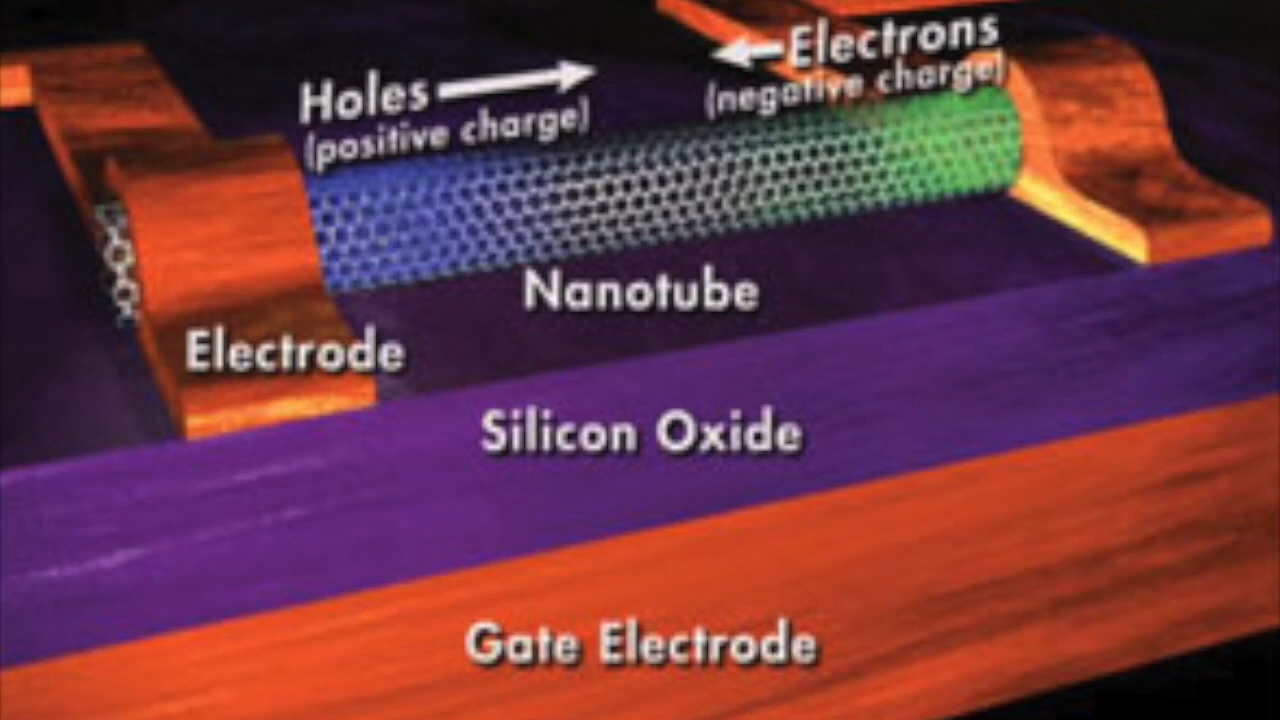 Electrons
(negative charge)
Holes
(positive charge)
Nanotube
Electrode
Silicon Oxide
Gate Electrode